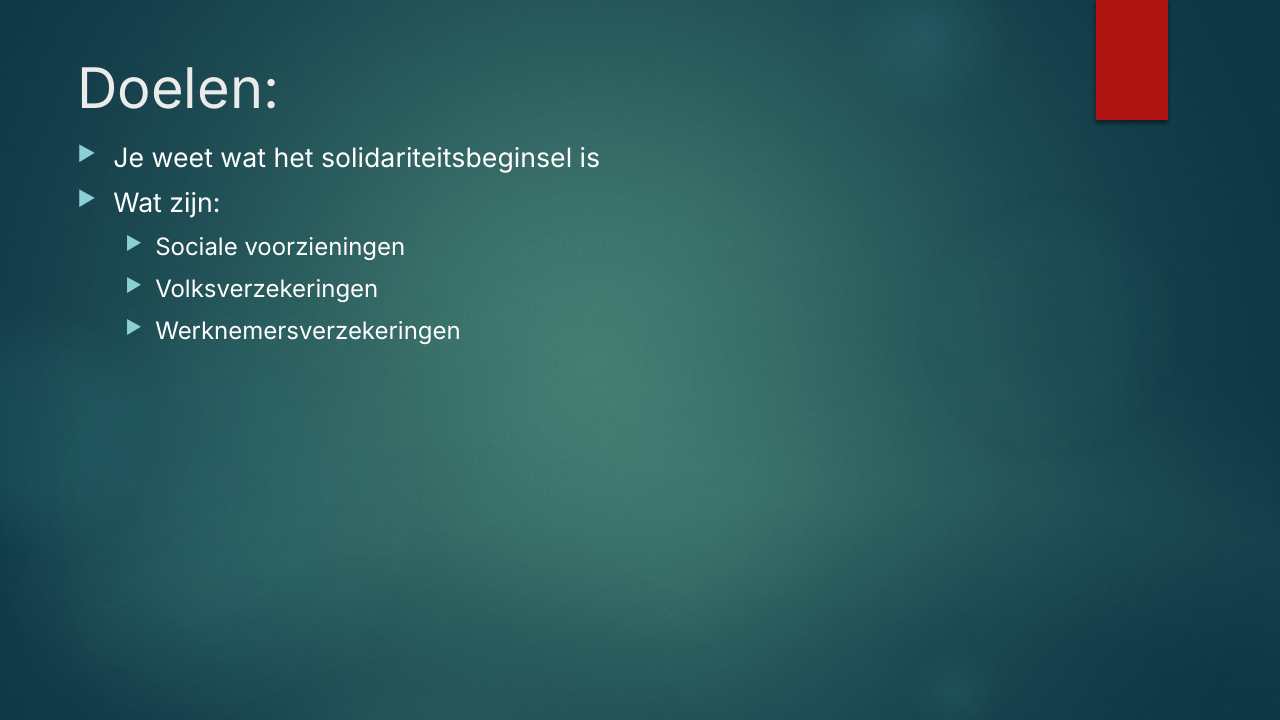 Doelen:
Je weet wat het solidariteitsbeginsel is
Wat zijn:
Sociale voorzieningen
Volksverzekeringen
Werknemersverzekeringen